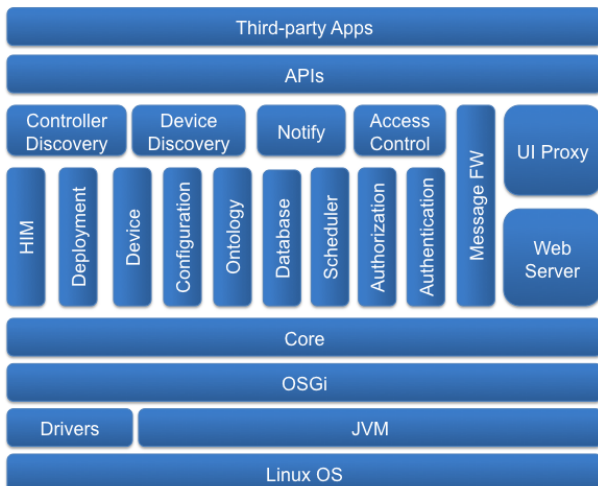 Third-party Apps
APIs
Controller
Discovery
Device
Discovery
Notify
Access
Control
Message FW
UI Proxy
HIM
Deployment
Device
Configuration
Ontology
Database
Scheduler
Authorization
Authentication
Web
Server
Core
OSGi
Drivers
JVM
Linux OS